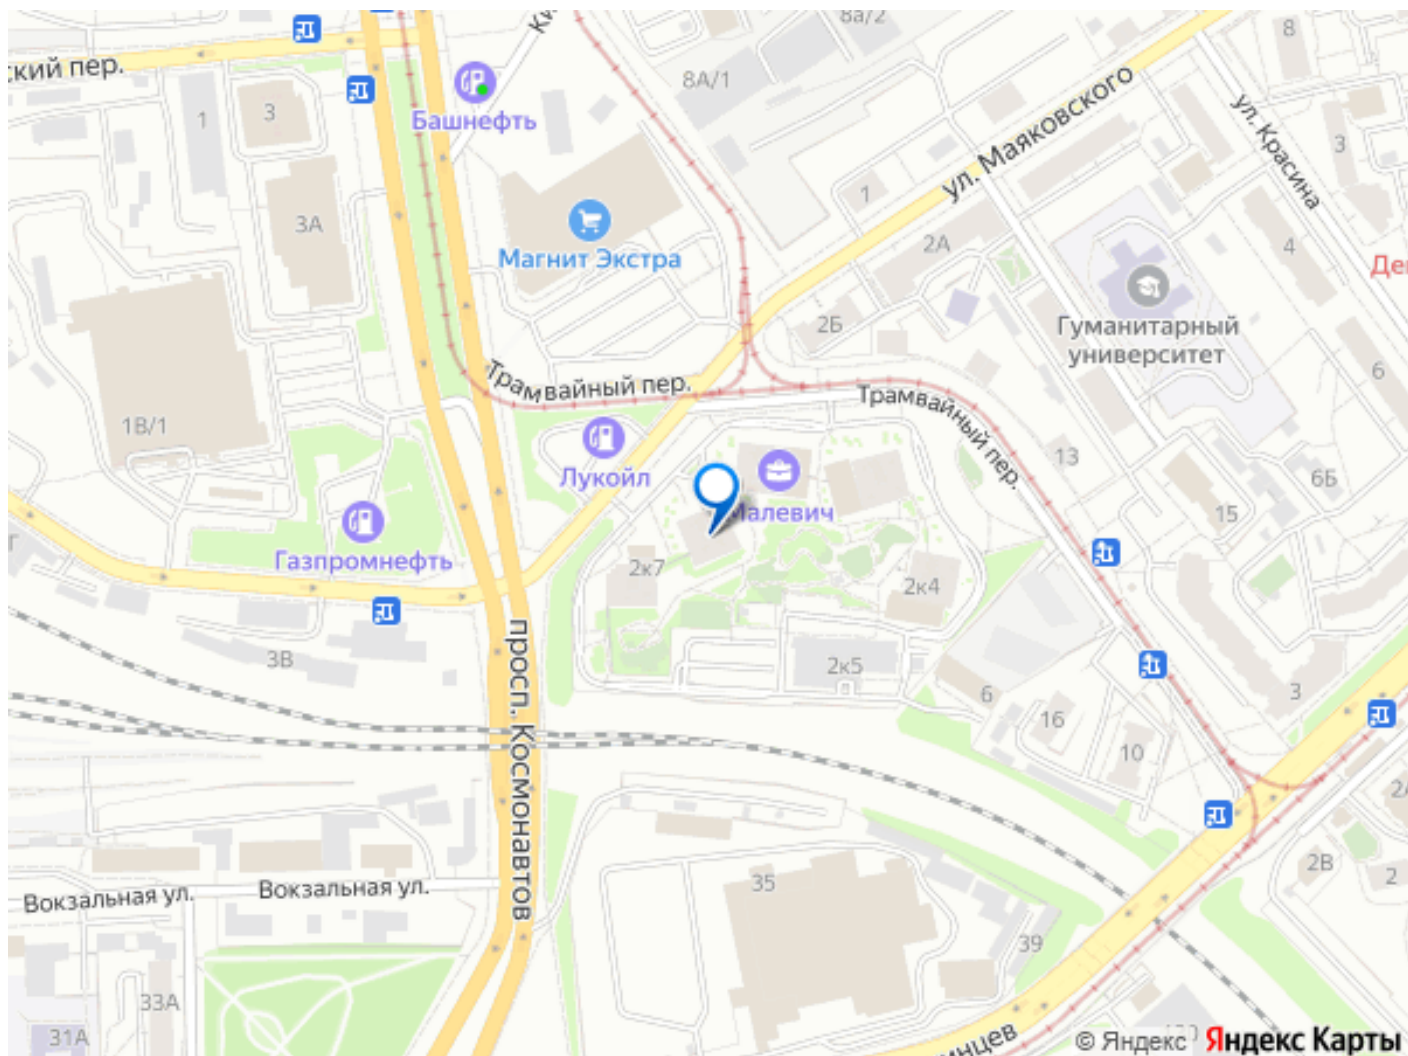 8а/2
8
ский пер.
8А/1
Башнефть
1
3
ул. Маяковского
ул. Красина
3
1
3А
2А
4
Магнит Экстра
2Б
Гуманитарный
университет
6
Трамвайный пер.
Трамвайный пер.
1В/1
13
6Б
Лукойл
Малевич
15
Газпромнефть
2к7
2к4
3В
2к5
6
16
3
10
просп. Космонавтов
2В
2
35
Вокзальная ул.
Вокзальная ул.
39
33А
31А
© Яндекс Яндекс Карты